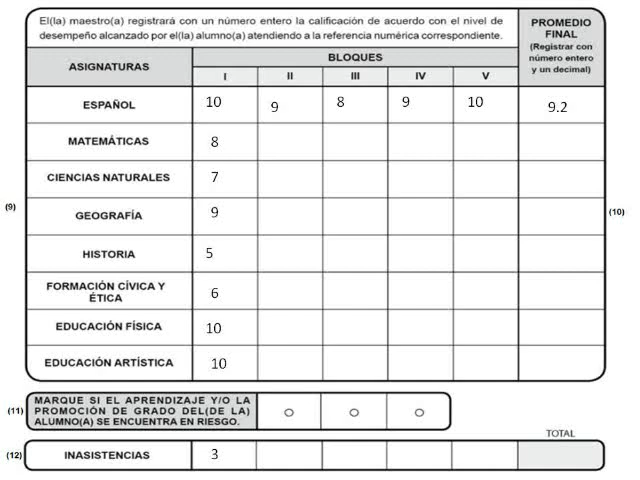 El(la) maestro(a) registrará con un número entero la calificación de acuerdo con el nivel de
desempeño alcanzado por el(la) alumno(a) atendiendo a la referencia numérica correspondiente.
PROMEDIO
FINAL
(Registrar con
número entero
y un decimal)
ASIGNATURAS
BLOQUES
I II III IV V
ESPAÑOL 10 9 8 9 10 9.2
MATEMÁTICAS 8
CIENCIAS NATURALES 7
(9)
GEOGRAFÍA 9
(10)
HISTORIA 5
FORMACIÓN CÍVICA Y
ÉTICA 6
EDUCACIÓN FÍSICA 10
EDUCACIÓN ARTÍSTICA 10
(11)
MARQUE SI EL APRENDIZAJE Y/O LA
PROMOCIÓN DE GRADO DEL(DE LA)
ALUMNO(A) SE ENCUENTRA EN RIESGO.
TOTAL
(12) INASISTENCIAS 3